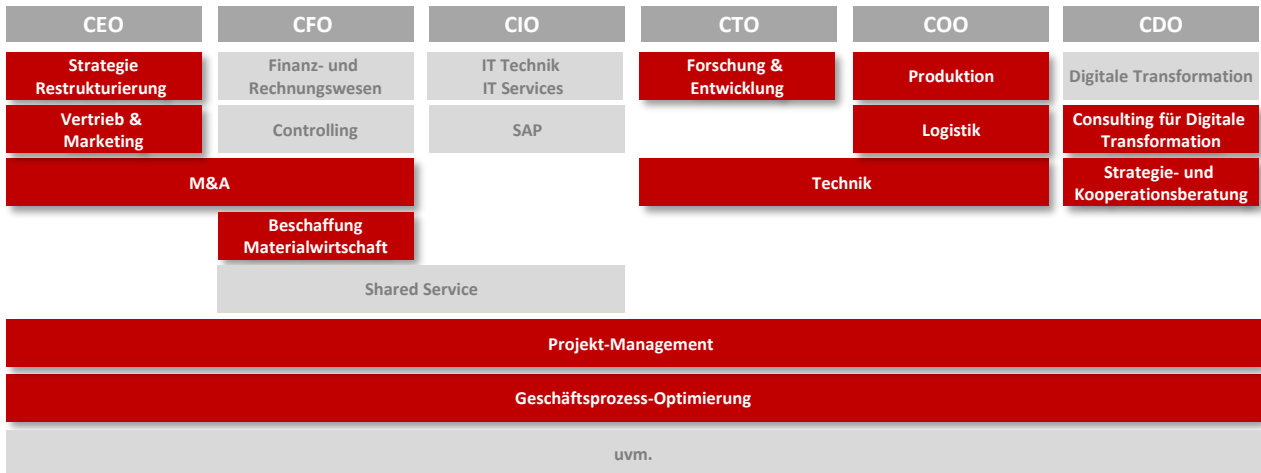 CEO
CFO
CIO
CTO
COO
CDO
Strategie
Restrukturierung
Finanz- und
Rechnungswesen
IT Technik
IT Services
Forschung &
Entwicklung
Produktion
Digitale Transformation
Vertrieb &
Marketing
Controlling
SAP
Logistik
Consulting für Digitale
Transformation
M&A
Technik
Strategie- und
Kooperationsberatung
Beschaffung
Materialwirtschaft
Shared Service
Projekt-Management
Geschäftsprozess-Optimierung
uvm.